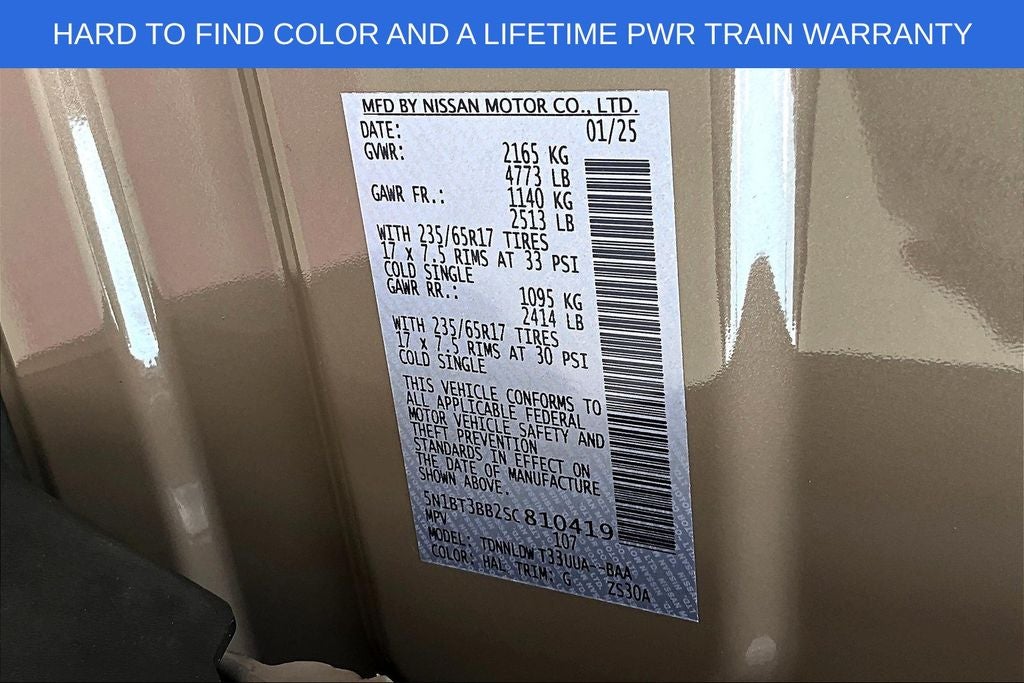 HARD TO FIND COLOR AND A LIFETIME PWR TRAIN WARRANTY
MFD BY NISSAN MOTOR CO., LTD.
DATE: 01/25
GVWR: 2165 KG
4773 LB
GAWR FR.: 1140 KG
2513 LB
WITH 235/65R17 TIRES
17 x 7.5 RIMS AT 33 PSI
COLD SINGLE
GAWR RR.: 1095 KG
2414 LB
WITH 235/65R17 TIRES
17 x 7.5 RIMS AT 30 PSI
COLD SINGLE
THIS VEHICLE CONFORMS TO
ALL APPLICABLE FEDERAL
MOTOR VEHICLE SAFETY AND
THEFT PREVENTION
STANDARDS IN EFFECT ON
THE DATE OF MANUFACTURE
SHOWN ABOVE.
5N1BT3BB2SC810419
MPV 107
MODEL: TDNNLDWT33UUA--BAA
COLOR: HAL TRIM: G ZS30A